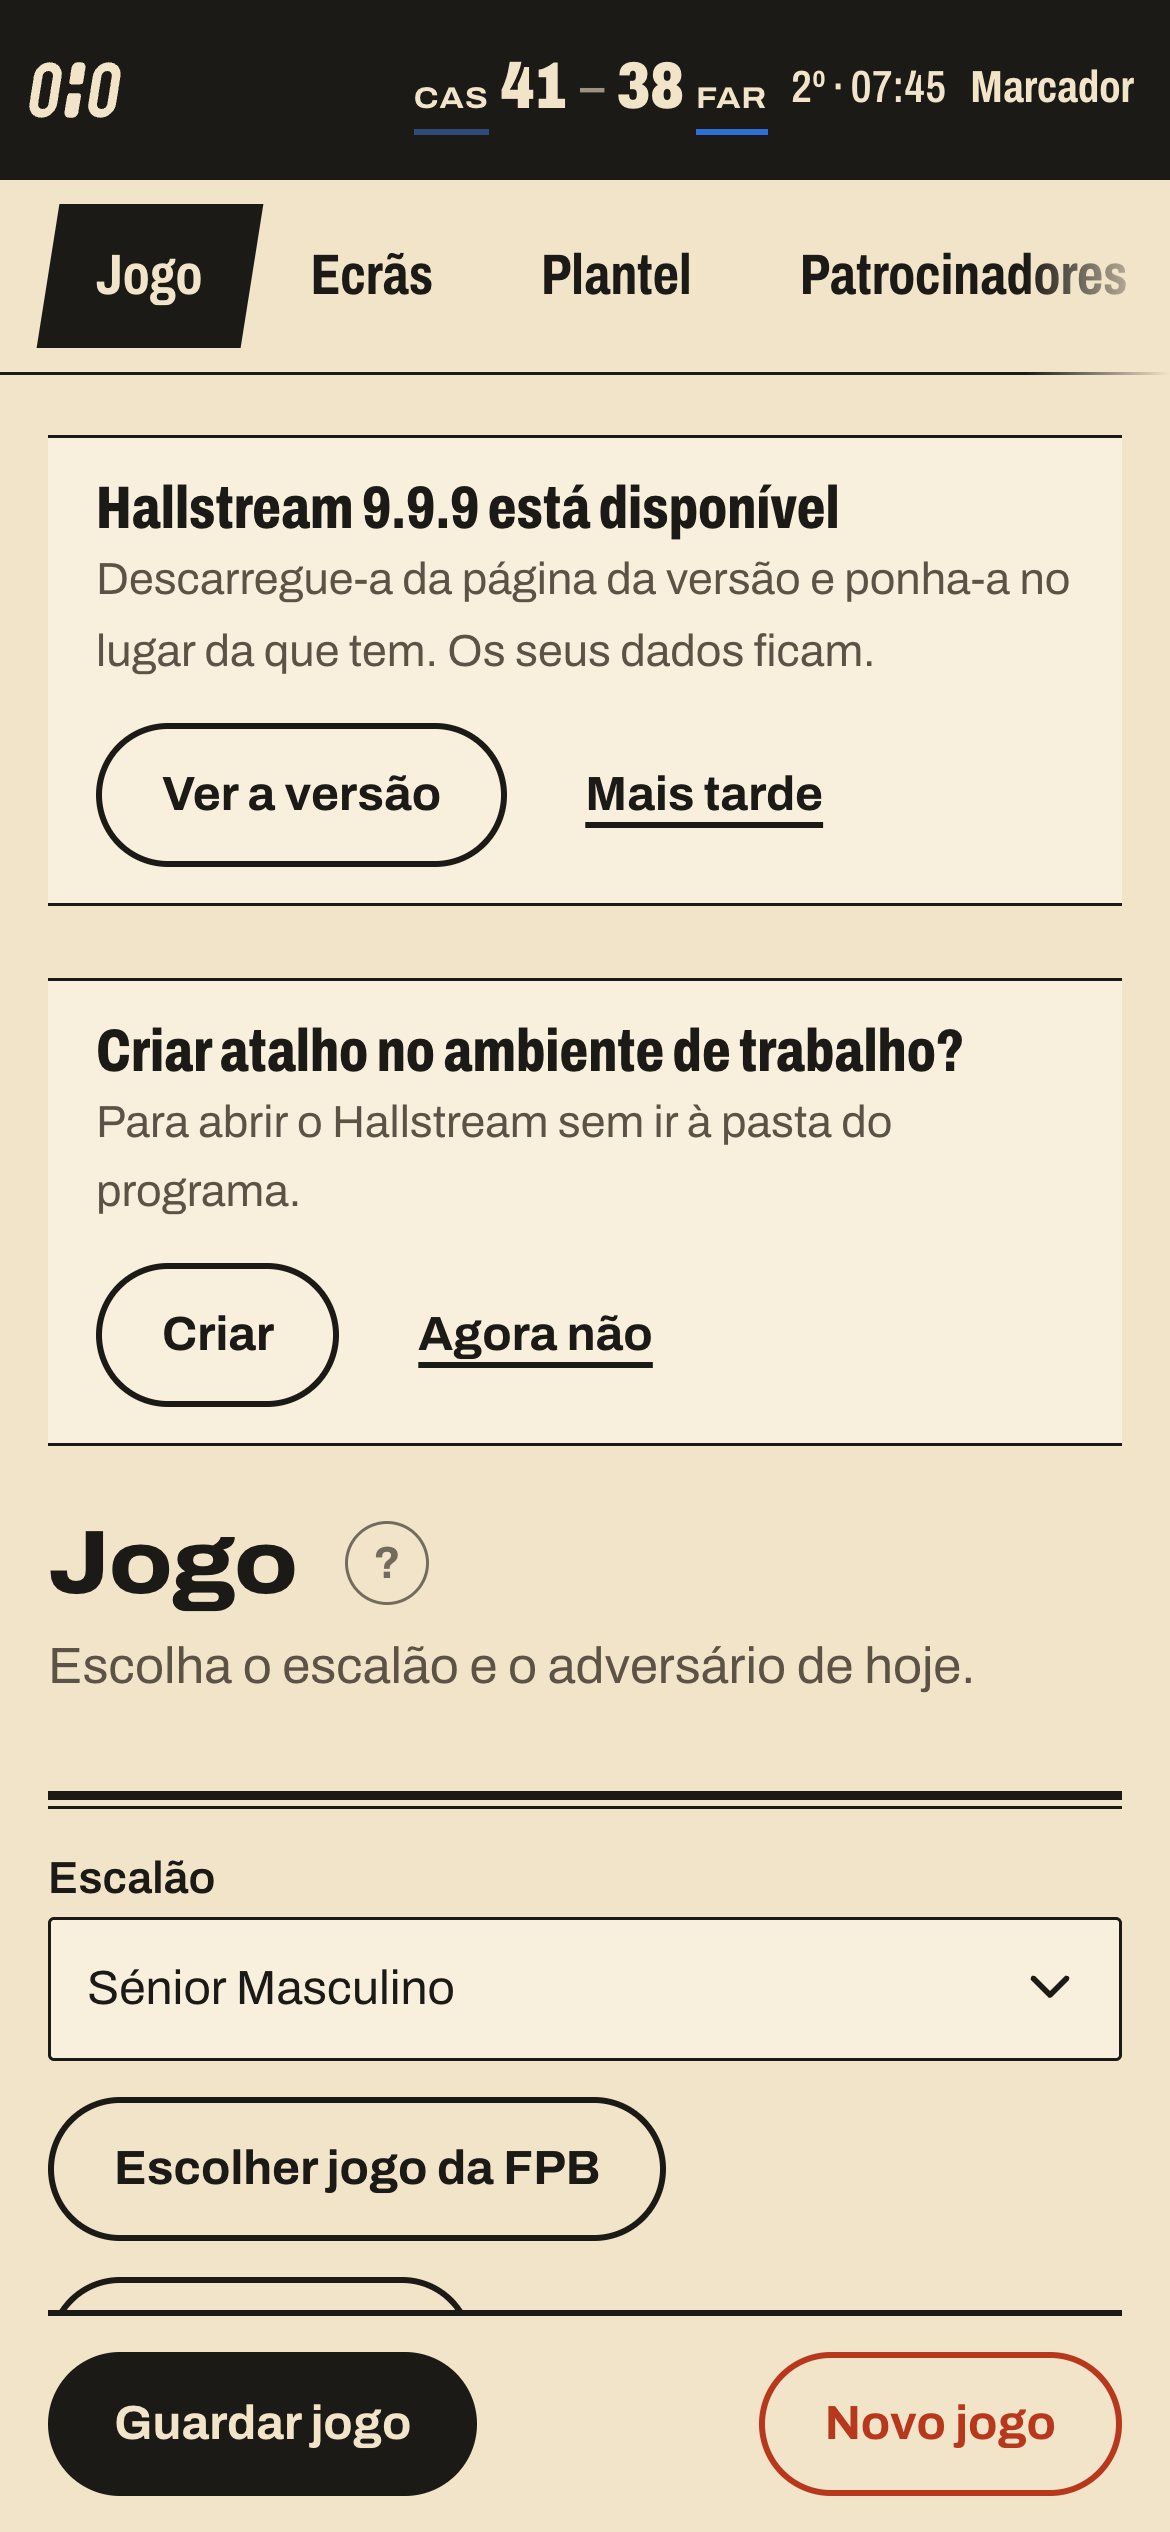 CAS 41 – 38 FAR 2º · 07:45 Marcador
Jogo Ecrãs Plantel Patrocinadores
Hallstream 9.9.9 está disponível
Descarregue-a da página da versão e ponha-a no
lugar da que tem. Os seus dados ficam.
Ver a versão Mais tarde
Criar atalho no ambiente de trabalho?
Para abrir o Hallstream sem ir à pasta do
programa.
Criar Agora não
Jogo ?
Escolha o escalão e o adversário de hoje.
Escalão
Sénior Masculino
Escolher jogo da FPB
Guardar jogo Novo jogo